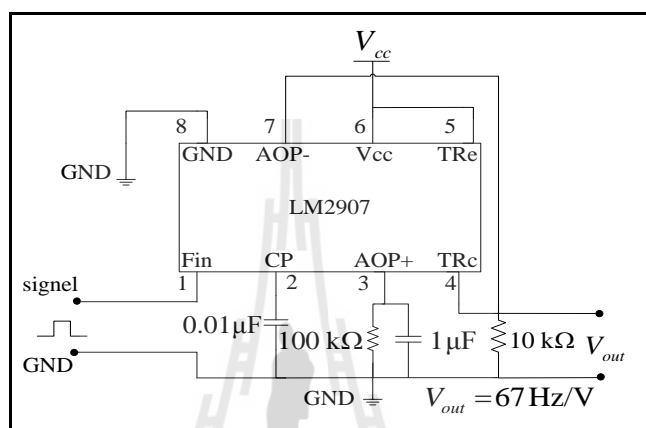 Vcc
8 7 6 5
GND AOP- Vcc TRe
GND
LM2907
Fin CP AOP+ TRc
signel 1 2 3 4
0.01μF 100 kΩ 1μF 10 kΩ Vout
GND
GND Vout = 67 Hz/V